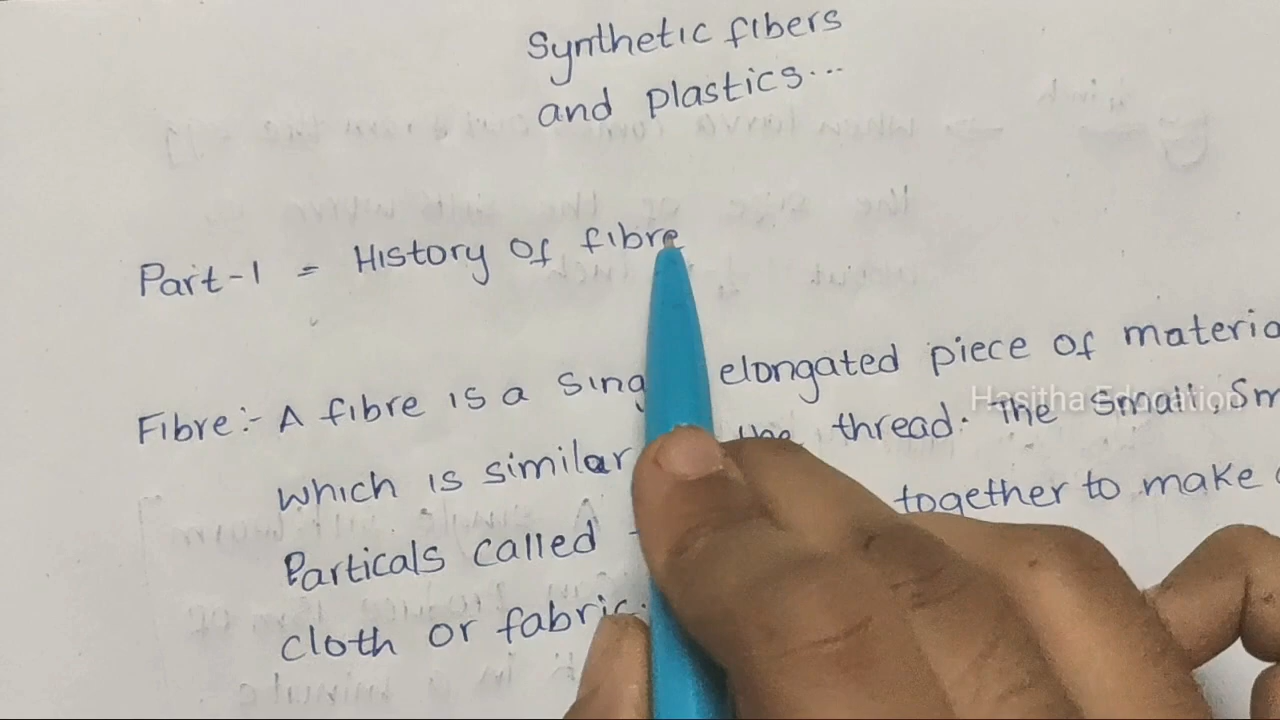 Synthetic fibers
and plastics...
Part-1 = History of fibre
Fibre:- A fibre is a sing elongated piece of materia
Hasitha Education
which is similar the thread. The small, Sm
Particals called together to make
cloth or fabric.